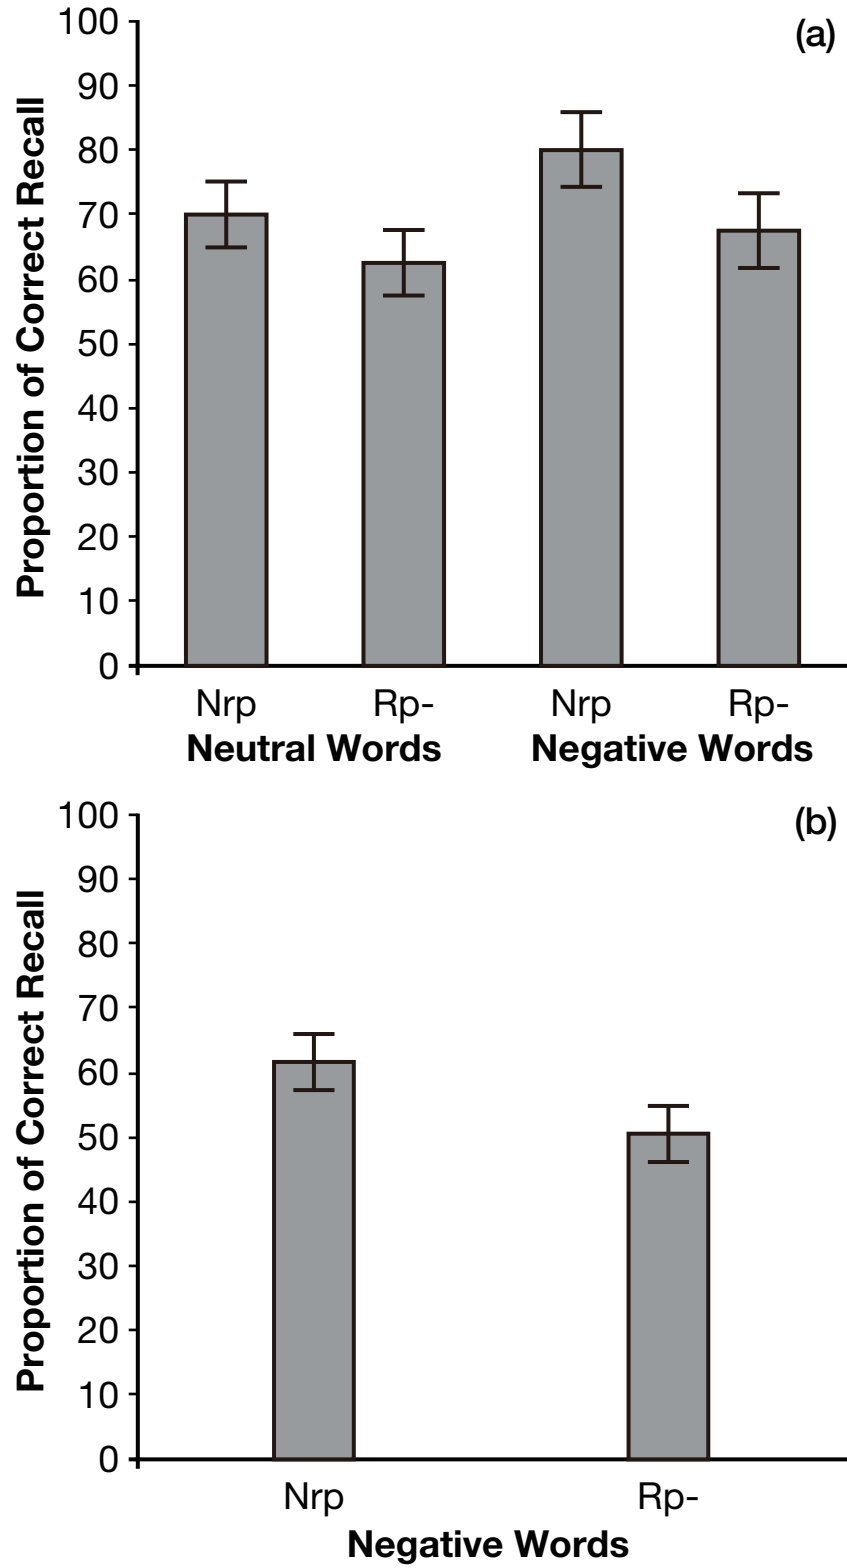 (a)
Proportion of Correct Recall
100
90
80
70
60
50
40
30
20
10
0
Nrp Rp- Nrp Rp-
Neutral Words Negative Words
(b)
Proportion of Correct Recall
100
90
80
70
60
50
40
30
20
10
0
Nrp Rp-
Negative Words